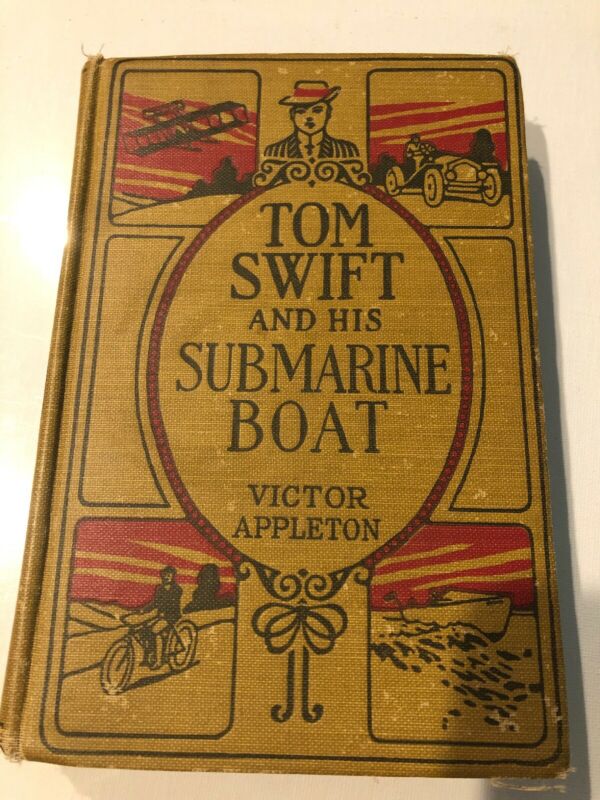 TOM
SWIFT
AND HIS
SUBMARINE
BOAT
VICTOR
APPLETON